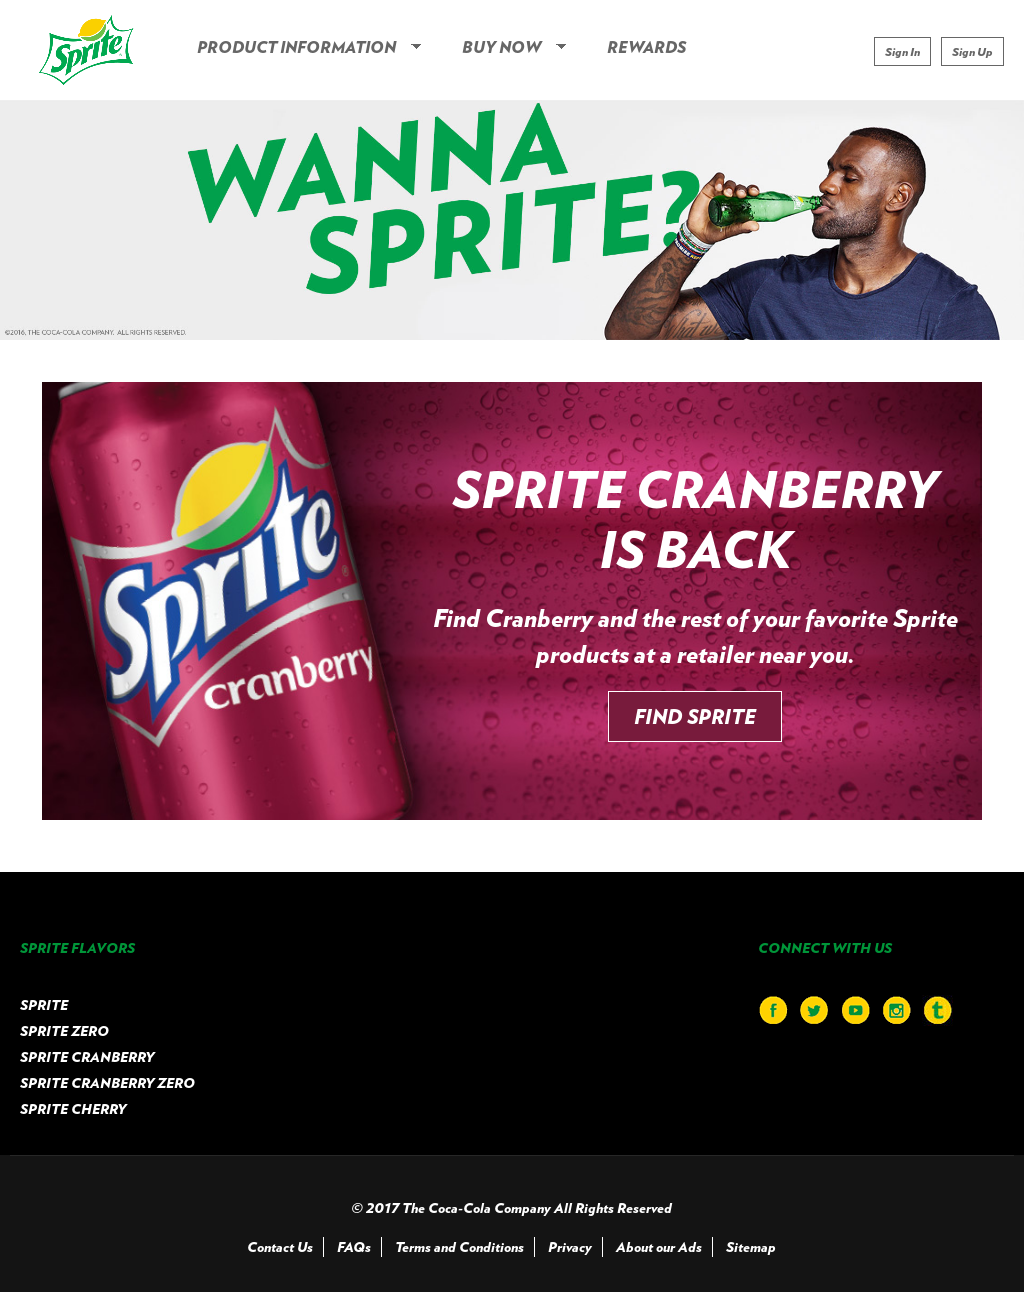 Sprite
PRODUCT INFORMATION
BUY NOW
REWARDS
Sign In
Sign Up
WANNA
SPRITE?
©2016, THE COCA-COLA COMPANY. ALL RIGHTS RESERVED.
Sprite
cranberry
SPRITE CRANBERRY
IS BACK
Find Cranberry and the rest of your favorite Sprite
products at a retailer near you.
FIND SPRITE
SPRITE FLAVORS
CONNECT WITH US
SPRITE
SPRITE ZERO
SPRITE CRANBERRY
SPRITE CRANBERRY ZERO
SPRITE CHERRY
© 2017 The Coca-Cola Company All Rights Reserved
Contact Us
FAQs
Terms and Conditions
Privacy
About our Ads
Sitemap